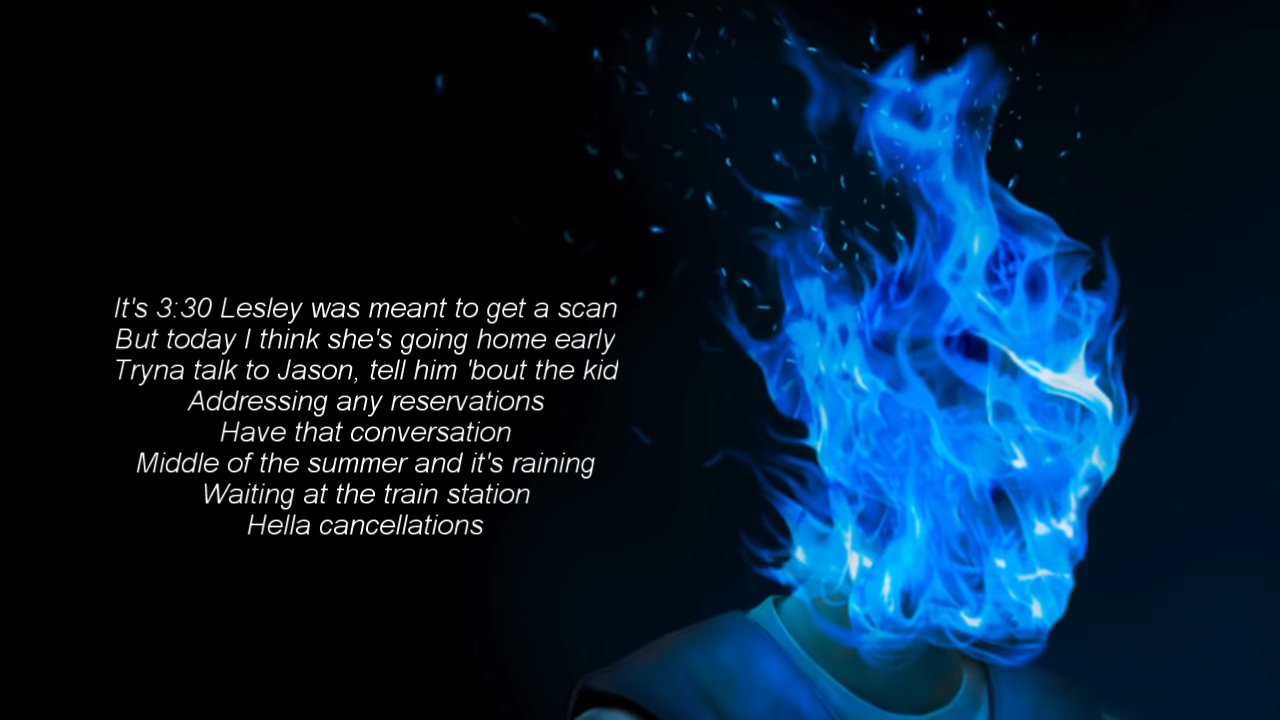 It's 3:30 Lesley was meant to get a scan
But today I think she's going home early
Tryna talk to Jason, tell him 'bout the kid
Addressing any reservations
Have that conversation
Middle of the summer and it's raining
Waiting at the train station
Hella cancellations